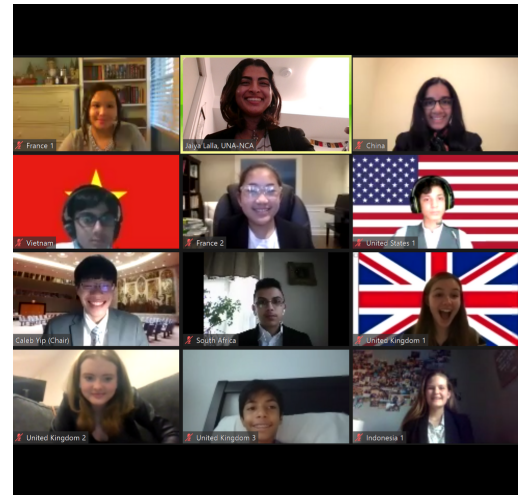 France 1
Jaiya Lalla, UNA-NCA
China
Vietnam
France 2
United States 1
Caleb Yip (Chair)
South Africa
United Kingdom 1
United Kingdom 2
United Kingdom 3
Indonesia 1